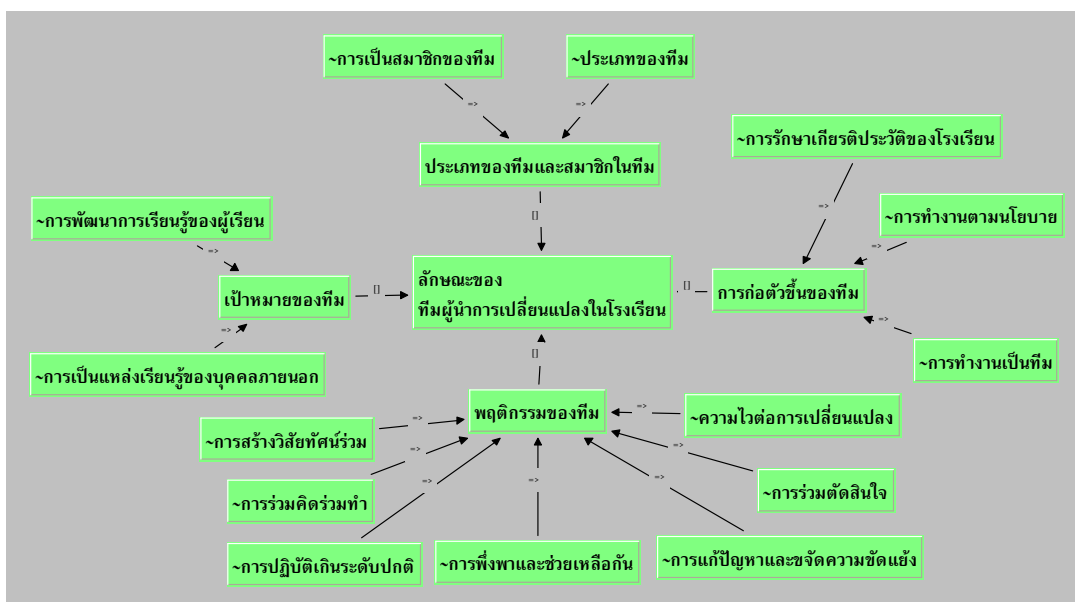 ~การเป็นสมาชิกของทีม
~ประเภทของทีม
=>
=>
~การรักษาเกียรติประวัติของโรงเรียน
ประเภทของทีมและสมาชิกในทีม
~การพัฒนาการเรียนรู้ของผู้เรียน
[]
=>
~การทำงานตามนโยบาย
=>
=>
ลักษณะของ
ทีมผู้นำการเปลี่ยนแปลงในโรงเรียน
เป้าหมายของทีม
[]
[]
การก่อตัวขึ้นของทีม
=>
=>
~การเป็นแหล่งเรียนรู้ของบุคคลภายนอก
[]
~การทำงานเป็นทีม
พฤติกรรมของทีม
=>
~ความไวต่อการเปลี่ยนแปลง
~การสร้างวิสัยทัศน์ร่วม
=>
=>
=>
~การร่วมคิดร่วมทำ
=>
=>
=>
~การร่วมตัดสินใจ
~การปฏิบัติเกินระดับปกติ
~การพึ่งพาและช่วยเหลือกัน
~การแก้ปัญหาและขจัดความขัดแย้ง